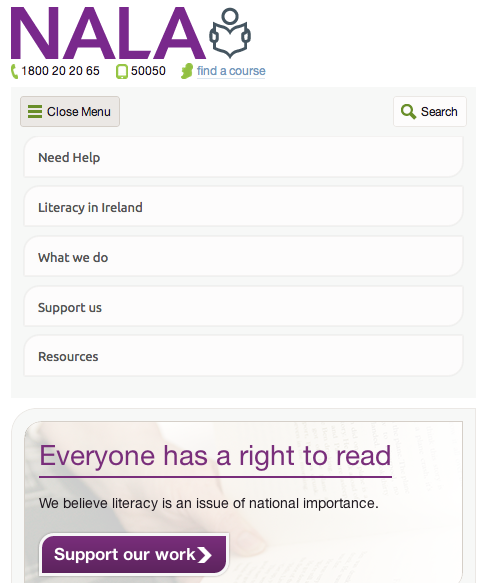 NALA
1800 20 20 65 50050 find a course
Close Menu Search
Need Help
Literacy in Ireland
What we do
Support us
Resources
Everyone has a right to read
We believe literacy is an issue of national importance.
Support our work